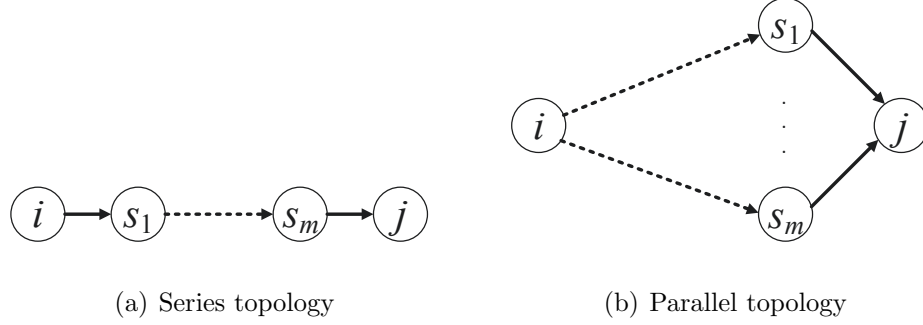 i s₁ sₘ j
(a) Series topology
i s₁ . . . sₘ j
(b) Parallel topology